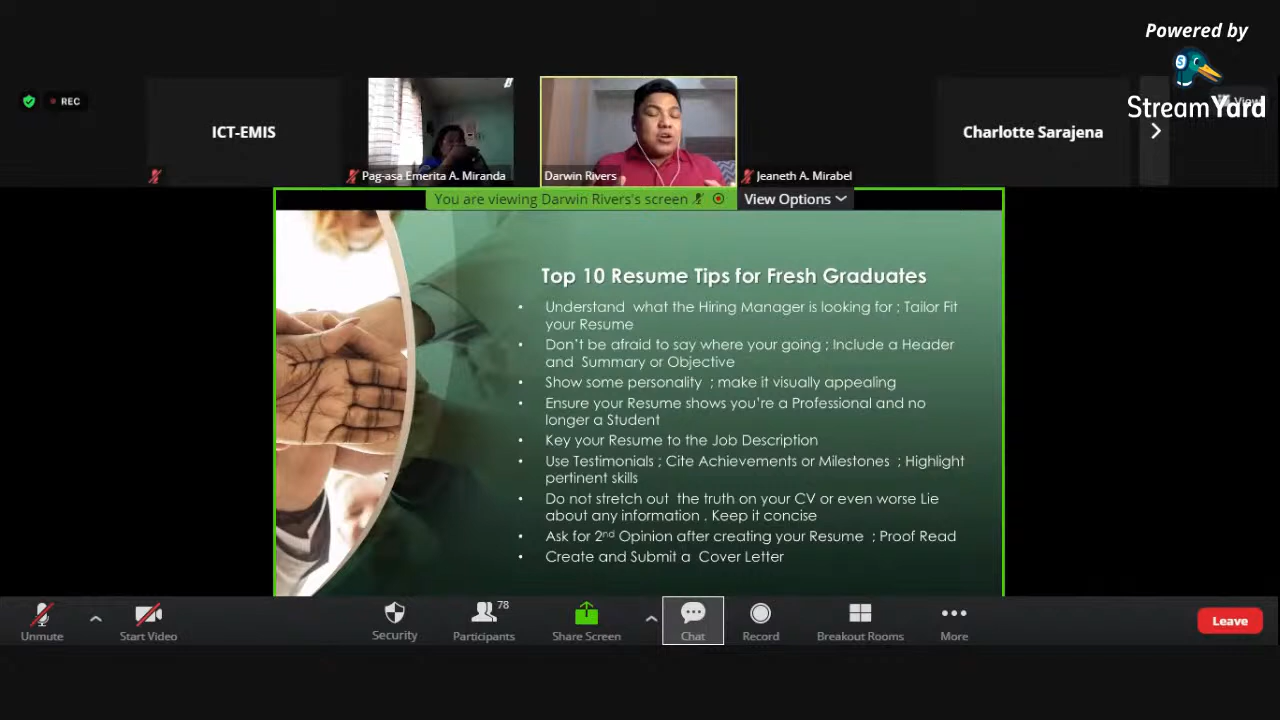 Powered by
StreamYard
REC
ICT-EMIS
Pag-asa Emerita A. Miranda
Darwin Rivers
Jeaneth A. Mirabel
Charlotte Sarajena
View
You are viewing Darwin Rivers's screen
View Options
Top 10 Resume Tips for Fresh Graduates
• Understand what the Hiring Manager is looking for ; Tailor Fit
your Resume
• Don't be afraid to say where your going ; Include a Header
and Summary or Objective
• Show some personality ; make it visually appealing
• Ensure your Resume shows you're a Professional and no
longer a Student
• Key your Resume to the Job Description
• Use Testimonials ; Cite Achievements or Milestones ; Highlight
pertinent skills
• Do not stretch out the truth on your CV or even worse Lie
about any information . Keep it concise
• Ask for 2nd Opinion after creating your Resume ; Proof Read
• Create and Submit a Cover Letter
Unmute
Start Video
Security
78
Participants
Share Screen
Chat
Record
Breakout Rooms
More
Leave